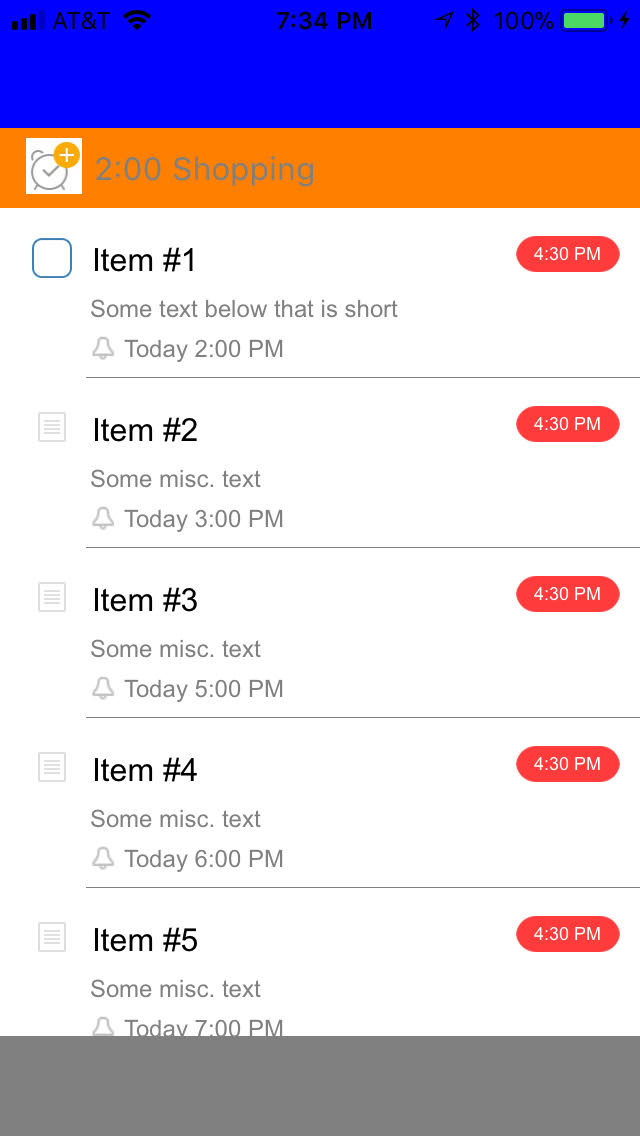 AT&T 7:34 PM 100%
2:00 Shopping
Item #1 4:30 PM
Some text below that is short
Today 2:00 PM
Item #2 4:30 PM
Some misc. text
Today 3:00 PM
Item #3 4:30 PM
Some misc. text
Today 5:00 PM
Item #4 4:30 PM
Some misc. text
Today 6:00 PM
Item #5 4:30 PM
Some misc. text
Today 7:00 PM